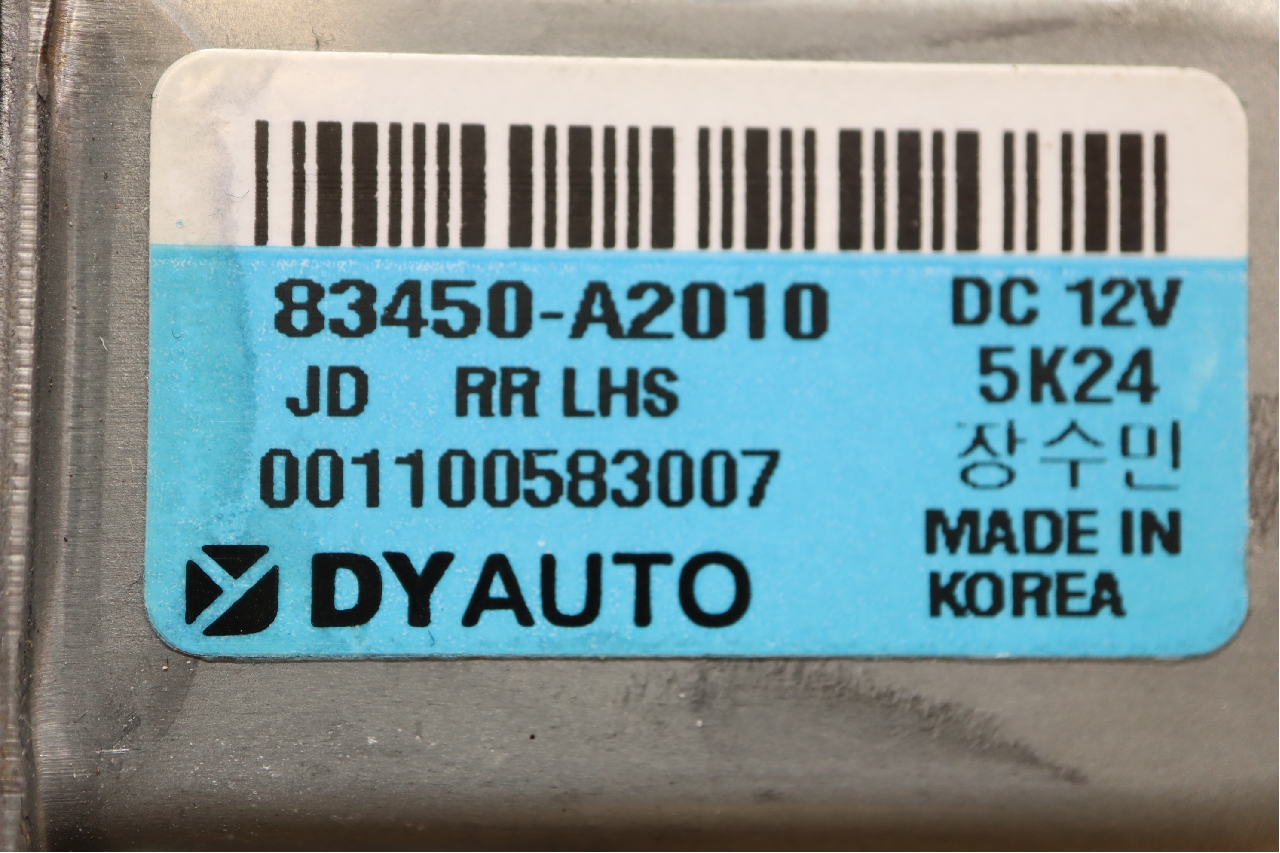 83450-A2010 DC 12V
JD RR LHS 5K24
001100583007 장수민
DYAUTO MADE IN
KOREA